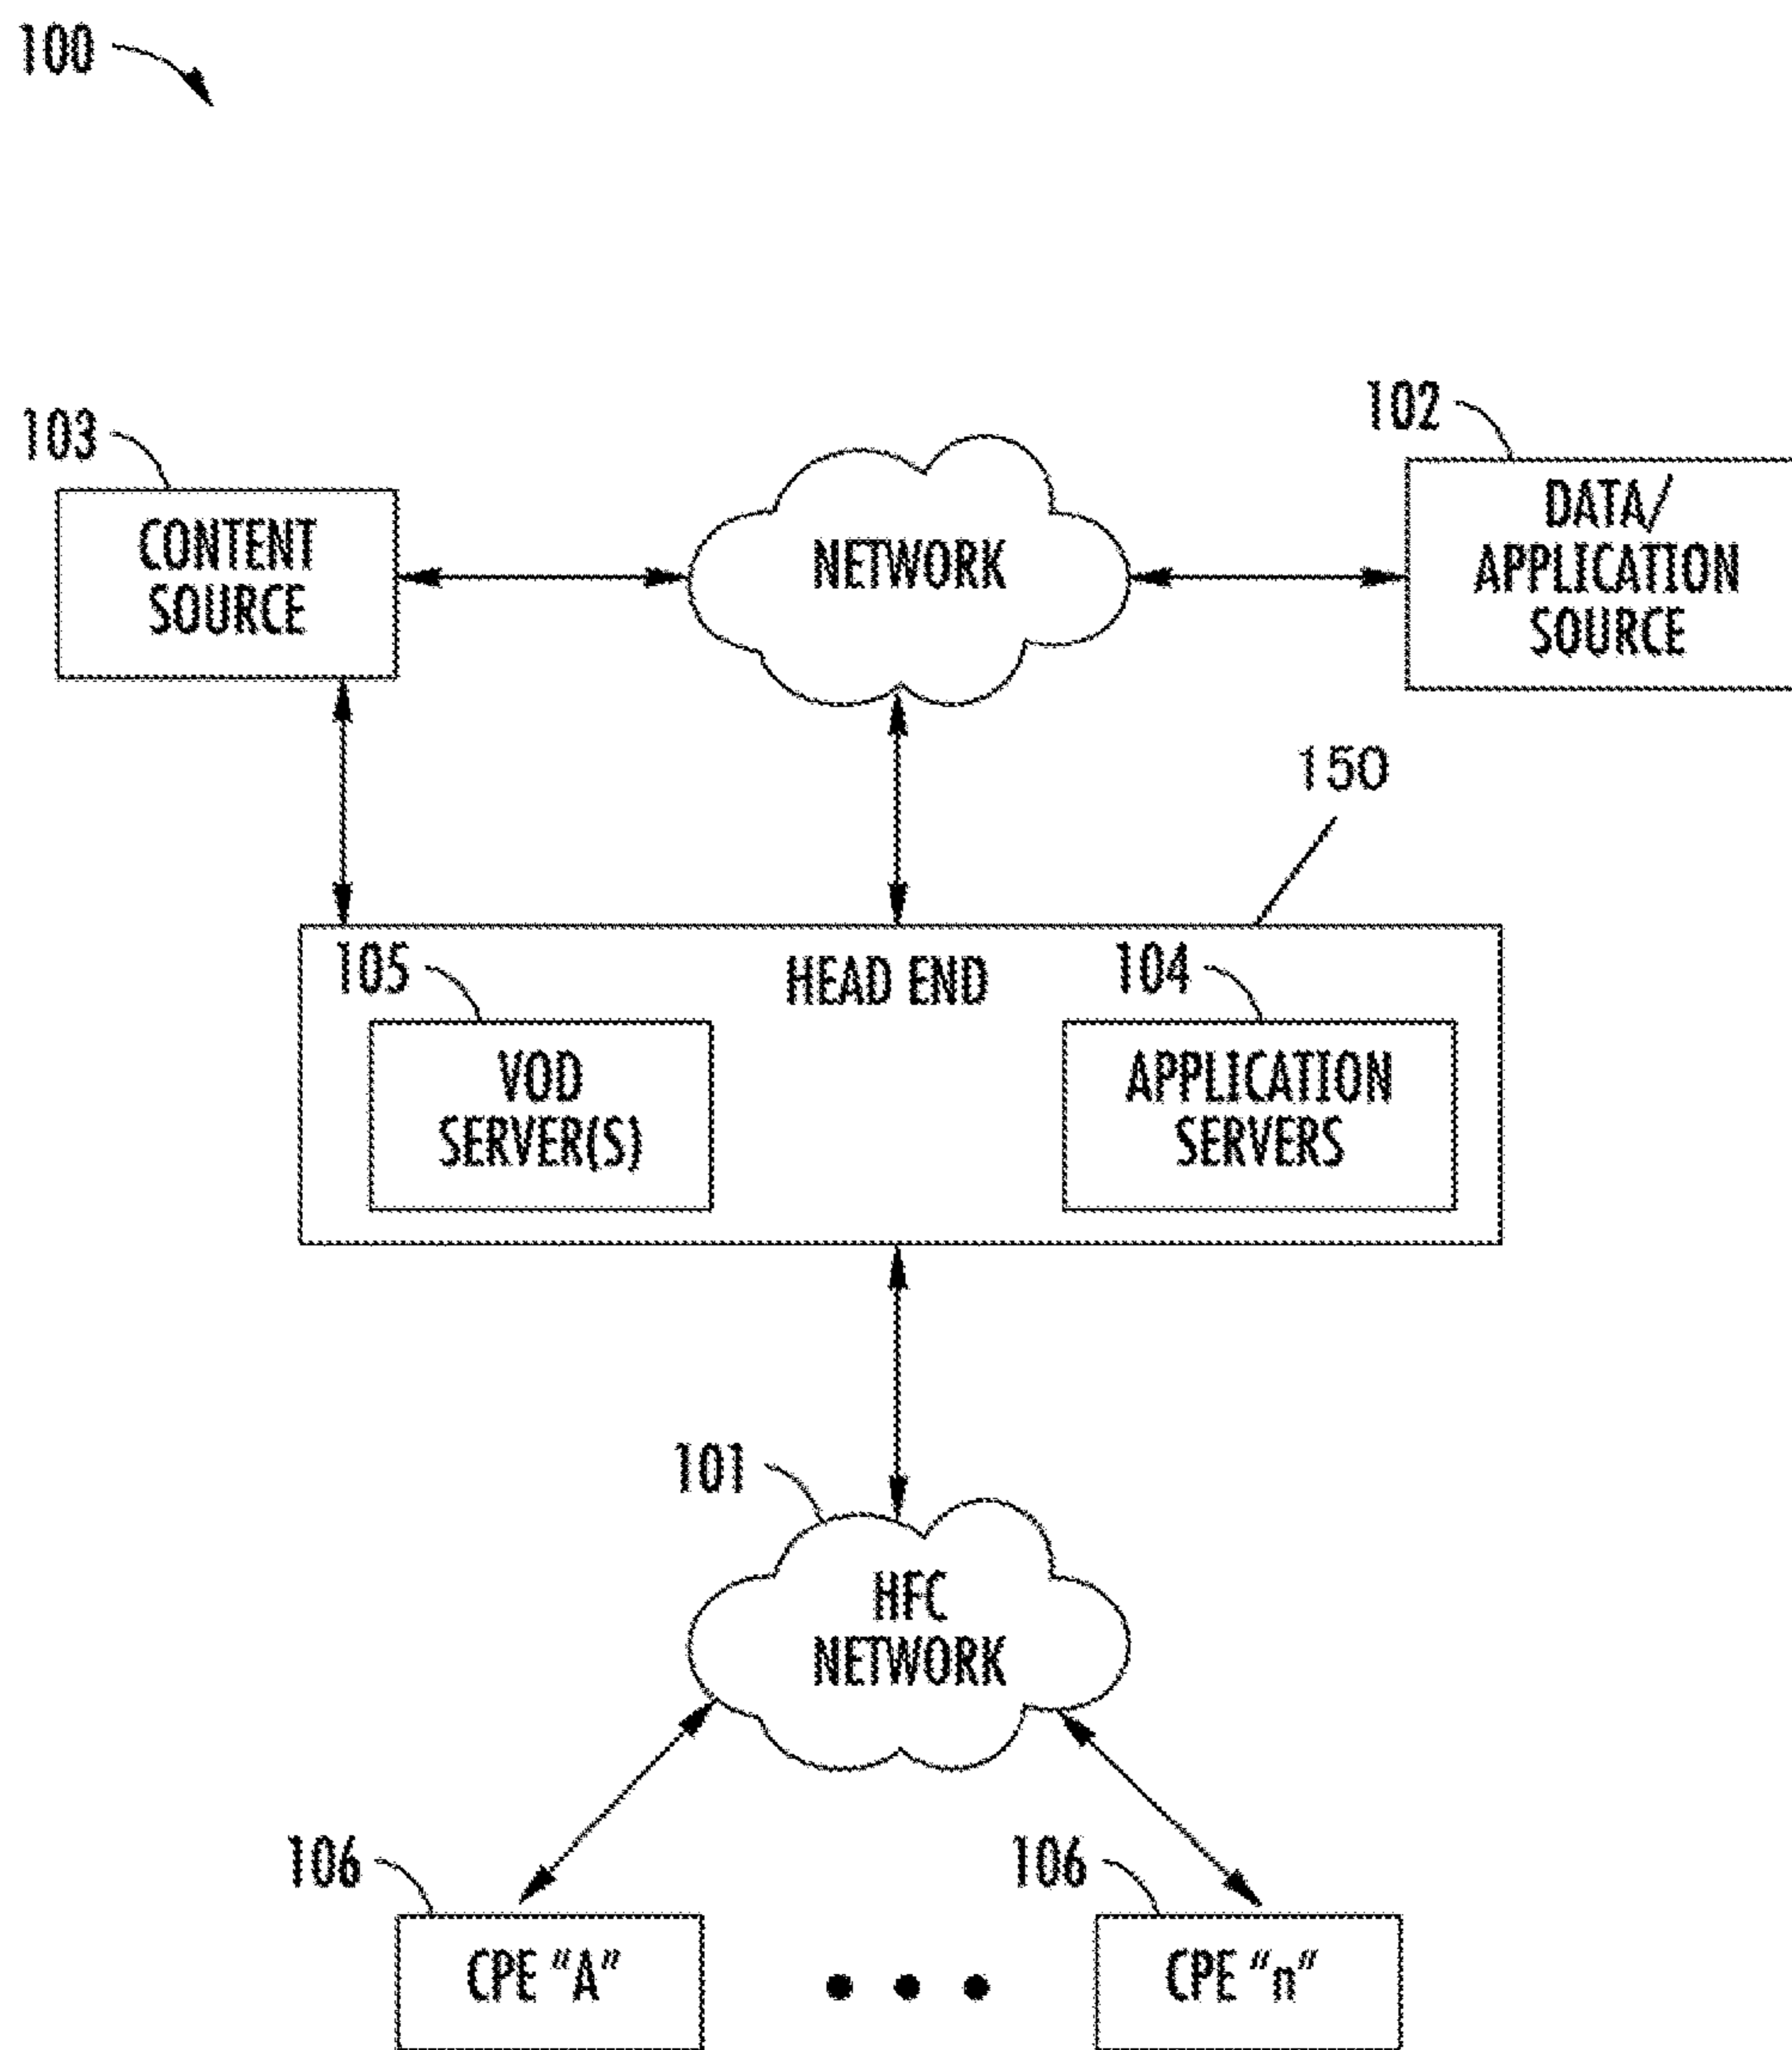 100
103
102
CONTENT
SOURCE
NETWORK
DATA/
APPLICATION
SOURCE
150
105
HEAD END
104
VOD
SERVER(S)
APPLICATION
SERVERS
101
HFC
NETWORK
106
106
CPE "A"
CPE "n"